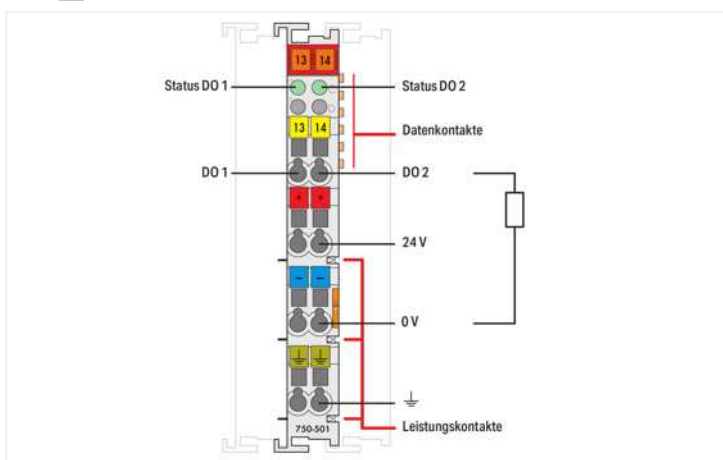 13 14
Status DO 1
Status DO 2
13 14
Datenkontakte
DO 1
DO 2
+ +
24 V
− −
0 V
750-501
Leistungskontakte